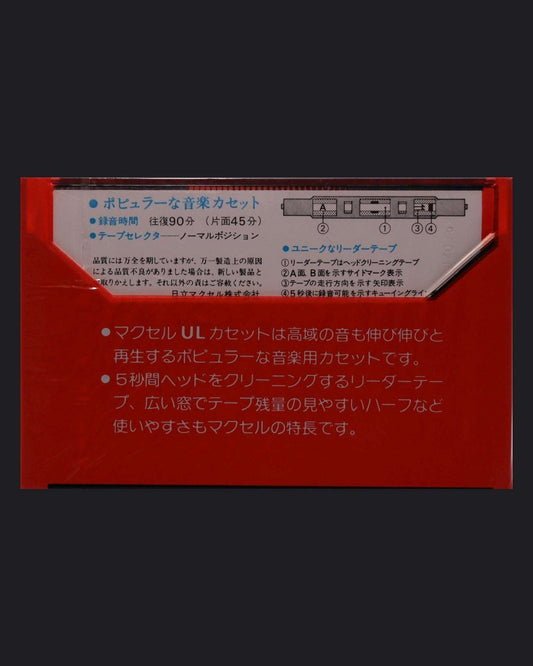 ● ポピュラーな音楽カセット
● 録音時間 往復90分 (片面45分)
● テープセレクター──ノーマルポジション
品質には万全を期していますが、万一製造上の原因
による品質不良がありました場合は、新しい製品と
お取りかえします。それ以外の責はご容赦ください。
日立マクセル株式会社
A
② ① ③ ④
● ユニークなリーダーテープ
①リーダーテープはヘッドクリーニングテープ
②A面、B面を示すサイドマーク表示
③テープの走行方向を示す矢印表示
④5秒後に録音可能を示すキューイングライン
● マクセル UL カセットは高域の音も伸び伸びと
再生するポピュラーな音楽用カセットです。
● 5秒間ヘッドをクリーニングするリーダーテー
プ、広い窓でテープ残量の見やすいハーフなど
使いやすさもマクセルの特長です。